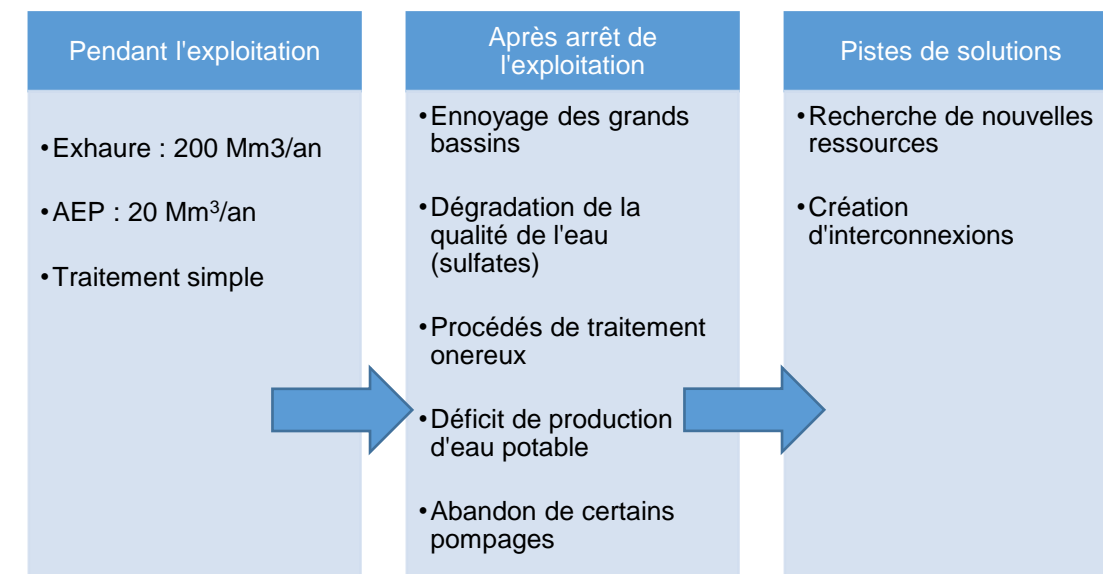 Pendant l'exploitation
•Exhaure : 200 Mm3/an
•AEP : 20 Mm³/an
•Traitement simple
Après arrêt de
l'exploitation
•Ennoyage des grands
bassins
•Dégradation de la
qualité de l'eau
(sulfates)
•Procédés de traitement
onereux
•Déficit de production
d'eau potable
•Abandon de certains
pompages
Pistes de solutions
•Recherche de nouvelles
ressources
•Création
d'interconnexions